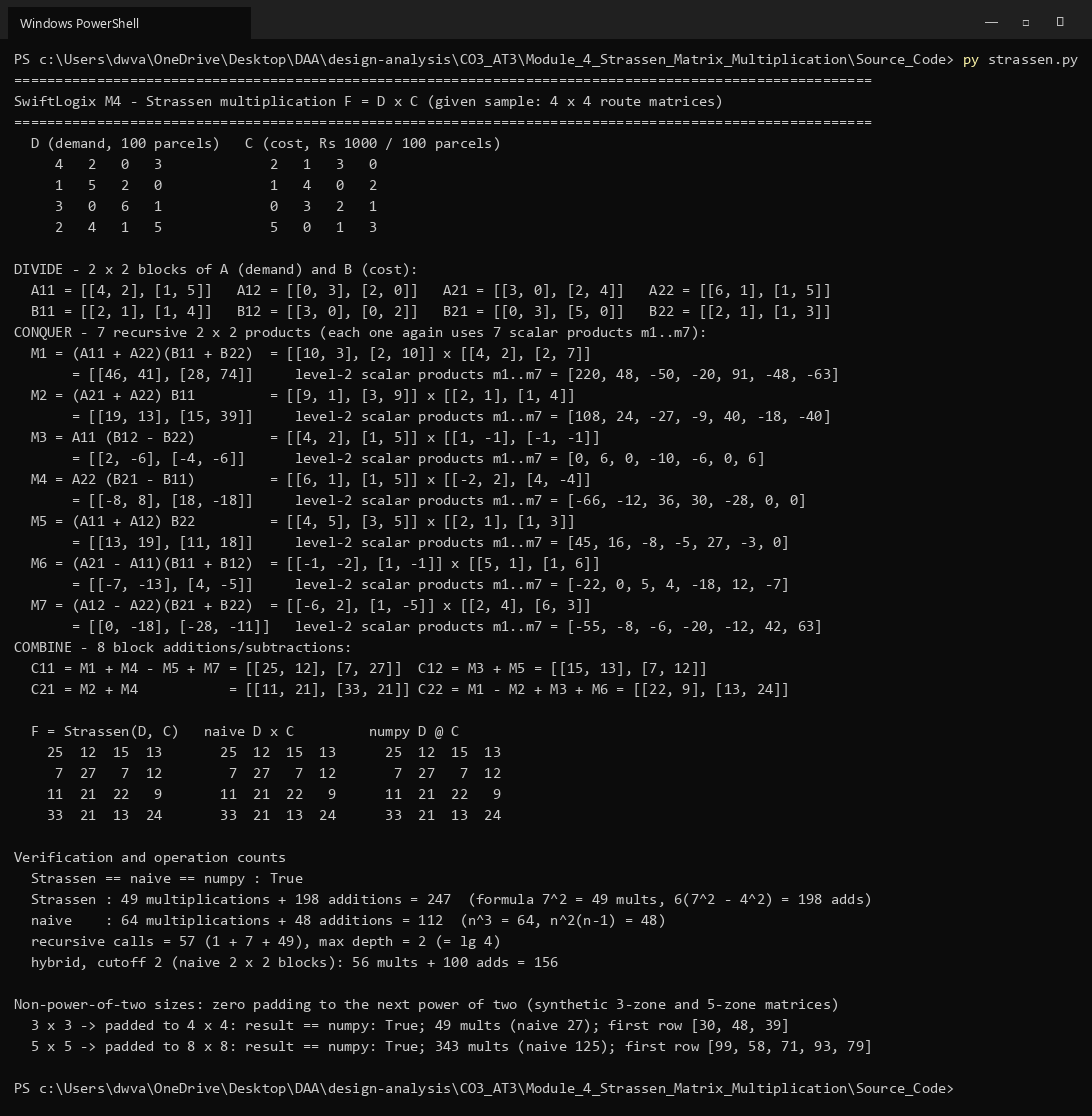 Windows PowerShell
PS c:\Users\dwva\OneDrive\Desktop\DAA\design-analysis\CO3_AT3\Module_4_Strassen_Matrix_Multiplication\Source_Code> py strassen.py
========================================================================================================
SwiftLogix M4 - Strassen multiplication F = D x C (given sample: 4 x 4 route matrices)
========================================================================================================
  D (demand, 100 parcels)   C (cost, Rs 1000 / 100 parcels)
     4   2   0   3             2   1   3   0
     1   5   2   0             1   4   0   2
     3   0   6   1             0   3   2   1
     2   4   1   5             5   0   1   3
DIVIDE - 2 x 2 blocks of A (demand) and B (cost):
  A11 = [[4, 2], [1, 5]]   A12 = [[0, 3], [2, 0]]   A21 = [[3, 0], [2, 4]]   A22 = [[6, 1], [1, 5]]
  B11 = [[2, 1], [1, 4]]   B12 = [[3, 0], [0, 2]]   B21 = [[0, 3], [5, 0]]   B22 = [[2, 1], [1, 3]]
CONQUER - 7 recursive 2 x 2 products (each one again uses 7 scalar products m1..m7):
  M1 = (A11 + A22)(B11 + B22)  = [[10, 3], [2, 10]] x [[4, 2], [2, 7]]
       = [[46, 41], [28, 74]]     level-2 scalar products m1..m7 = [220, 48, -50, -20, 91, -48, -63]
  M2 = (A21 + A22) B11         = [[9, 1], [3, 9]] x [[2, 1], [1, 4]]
       = [[19, 13], [15, 39]]     level-2 scalar products m1..m7 = [108, 24, -27, -9, 40, -18, -40]
  M3 = A11 (B12 - B22)         = [[4, 2], [1, 5]] x [[1, -1], [-1, -1]]
       = [[2, -6], [-4, -6]]      level-2 scalar products m1..m7 = [0, 6, 0, -10, -6, 0, 6]
  M4 = A22 (B21 - B11)         = [[6, 1], [1, 5]] x [[-2, 2], [4, -4]]
       = [[-8, 8], [18, -18]]     level-2 scalar products m1..m7 = [-66, -12, 36, 30, -28, 0, 0]
  M5 = (A11 + A12) B22         = [[4, 5], [3, 5]] x [[2, 1], [1, 3]]
       = [[13, 19], [11, 18]]     level-2 scalar products m1..m7 = [45, 16, -8, -5, 27, -3, 0]
  M6 = (A21 - A11)(B11 + B12)  = [[-1, -2], [1, -1]] x [[5, 1], [1, 6]]
       = [[-7, -13], [4, -5]]     level-2 scalar products m1..m7 = [-22, 0, 5, 4, -18, 12, -7]
  M7 = (A12 - A22)(B21 + B22)  = [[-6, 2], [1, -5]] x [[2, 4], [6, 3]]
       = [[0, -18], [-28, -11]]   level-2 scalar products m1..m7 = [-55, -8, -6, -20, -12, 42, 63]
COMBINE - 8 block additions/subtractions:
  C11 = M1 + M4 - M5 + M7 = [[25, 12], [7, 27]]  C12 = M3 + M5 = [[15, 13], [7, 12]]
  C21 = M2 + M4           = [[11, 21], [33, 21]] C22 = M1 - M2 + M3 + M6 = [[22, 9], [13, 24]]
  F = Strassen(D, C)   naive D x C         numpy D @ C
    25  12  15  13       25  12  15  13      25  12  15  13
     7  27   7  12        7  27   7  12       7  27   7  12
    11  21  22   9       11  21  22   9      11  21  22   9
    33  21  13  24       33  21  13  24      33  21  13  24
Verification and operation counts
  Strassen == naive == numpy : True
  Strassen : 49 multiplications + 198 additions = 247  (formula 7^2 = 49 mults, 6(7^2 - 4^2) = 198 adds)
  naive    : 64 multiplications + 48 additions = 112  (n^3 = 64, n^2(n-1) = 48)
  recursive calls = 57 (1 + 7 + 49), max depth = 2 (= lg 4)
  hybrid, cutoff 2 (naive 2 x 2 blocks): 56 mults + 100 adds = 156
Non-power-of-two sizes: zero padding to the next power of two (synthetic 3-zone and 5-zone matrices)
  3 x 3 -> padded to 4 x 4: result == numpy: True; 49 mults (naive 27); first row [30, 48, 39]
  5 x 5 -> padded to 8 x 8: result == numpy: True; 343 mults (naive 125); first row [99, 58, 71, 93, 79]
PS c:\Users\dwva\OneDrive\Desktop\DAA\design-analysis\CO3_AT3\Module_4_Strassen_Matrix_Multiplication\Source_Code>